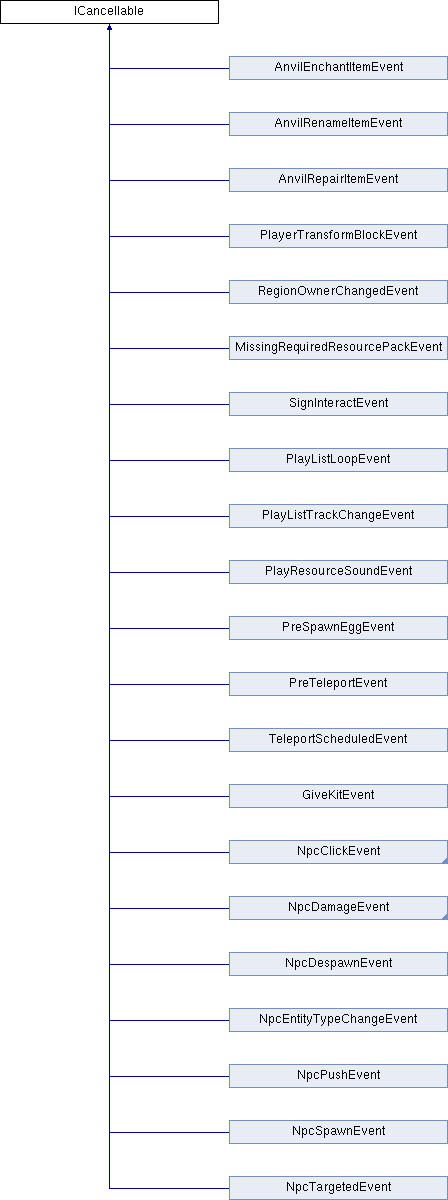 ICancellable
AnvilEnchantItemEvent
AnvilRenameItemEvent
AnvilRepairItemEvent
PlayerTransformBlockEvent
RegionOwnerChangedEvent
MissingRequiredResourcePackEvent
SignInteractEvent
PlayListLoopEvent
PlayListTrackChangeEvent
PlayResourceSoundEvent
PreSpawnEggEvent
PreTeleportEvent
TeleportScheduledEvent
GiveKitEvent
NpcClickEvent
NpcDamageEvent
NpcDespawnEvent
NpcEntityTypeChangeEvent
NpcPushEvent
NpcSpawnEvent
NpcTargetedEvent